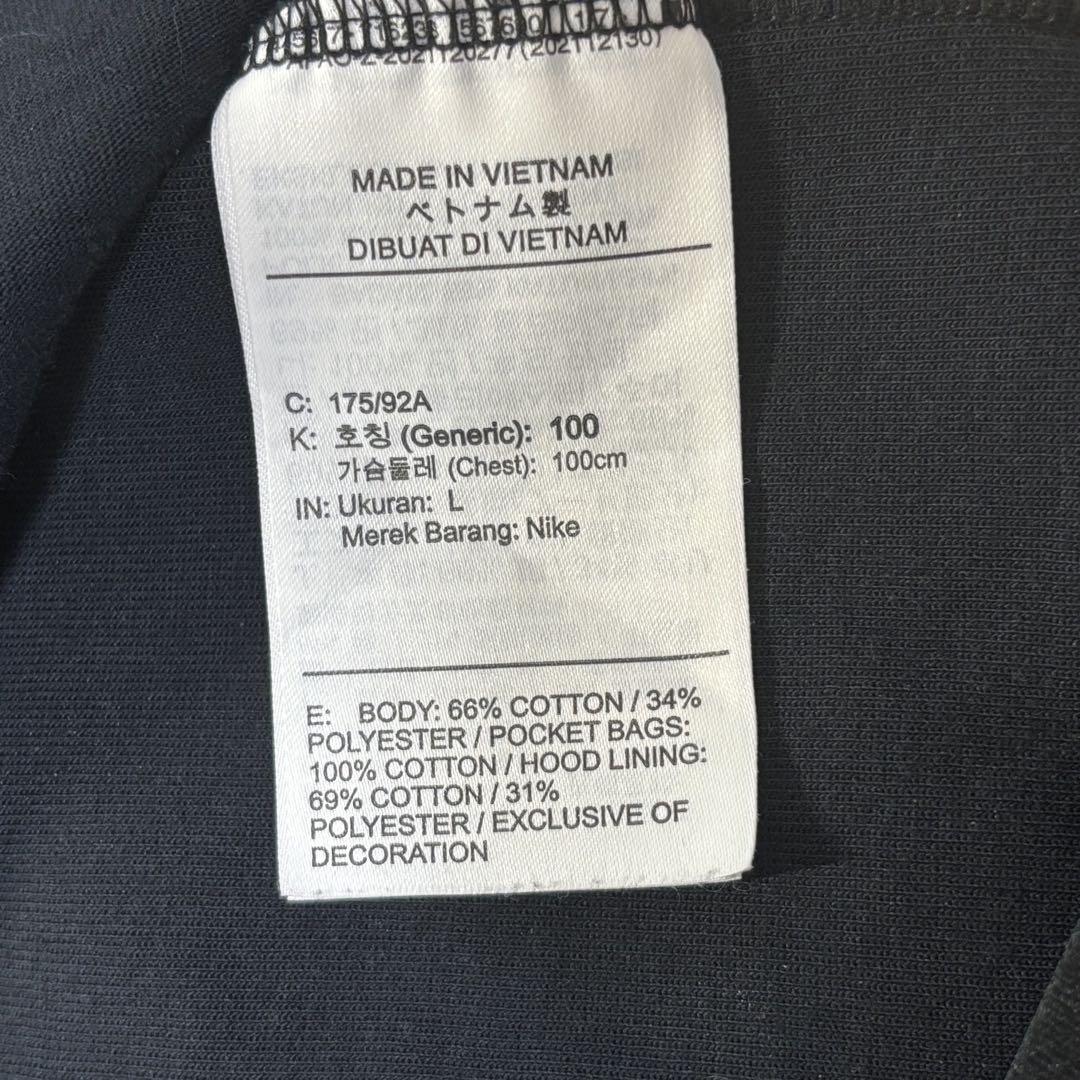 MADE IN VIETNAM
ベトナム製
DIBUAT DI VIETNAM
C: 175/92A
K: 호칭 (Generic): 100
가슴둘레 (Chest): 100cm
IN: Ukuran: L
Merek Barang: Nike
E: BODY: 66% COTTON / 34%
POLYESTER / POCKET BAGS:
100% COTTON / HOOD LINING:
69% COTTON / 31%
POLYESTER / EXCLUSIVE OF
DECORATION